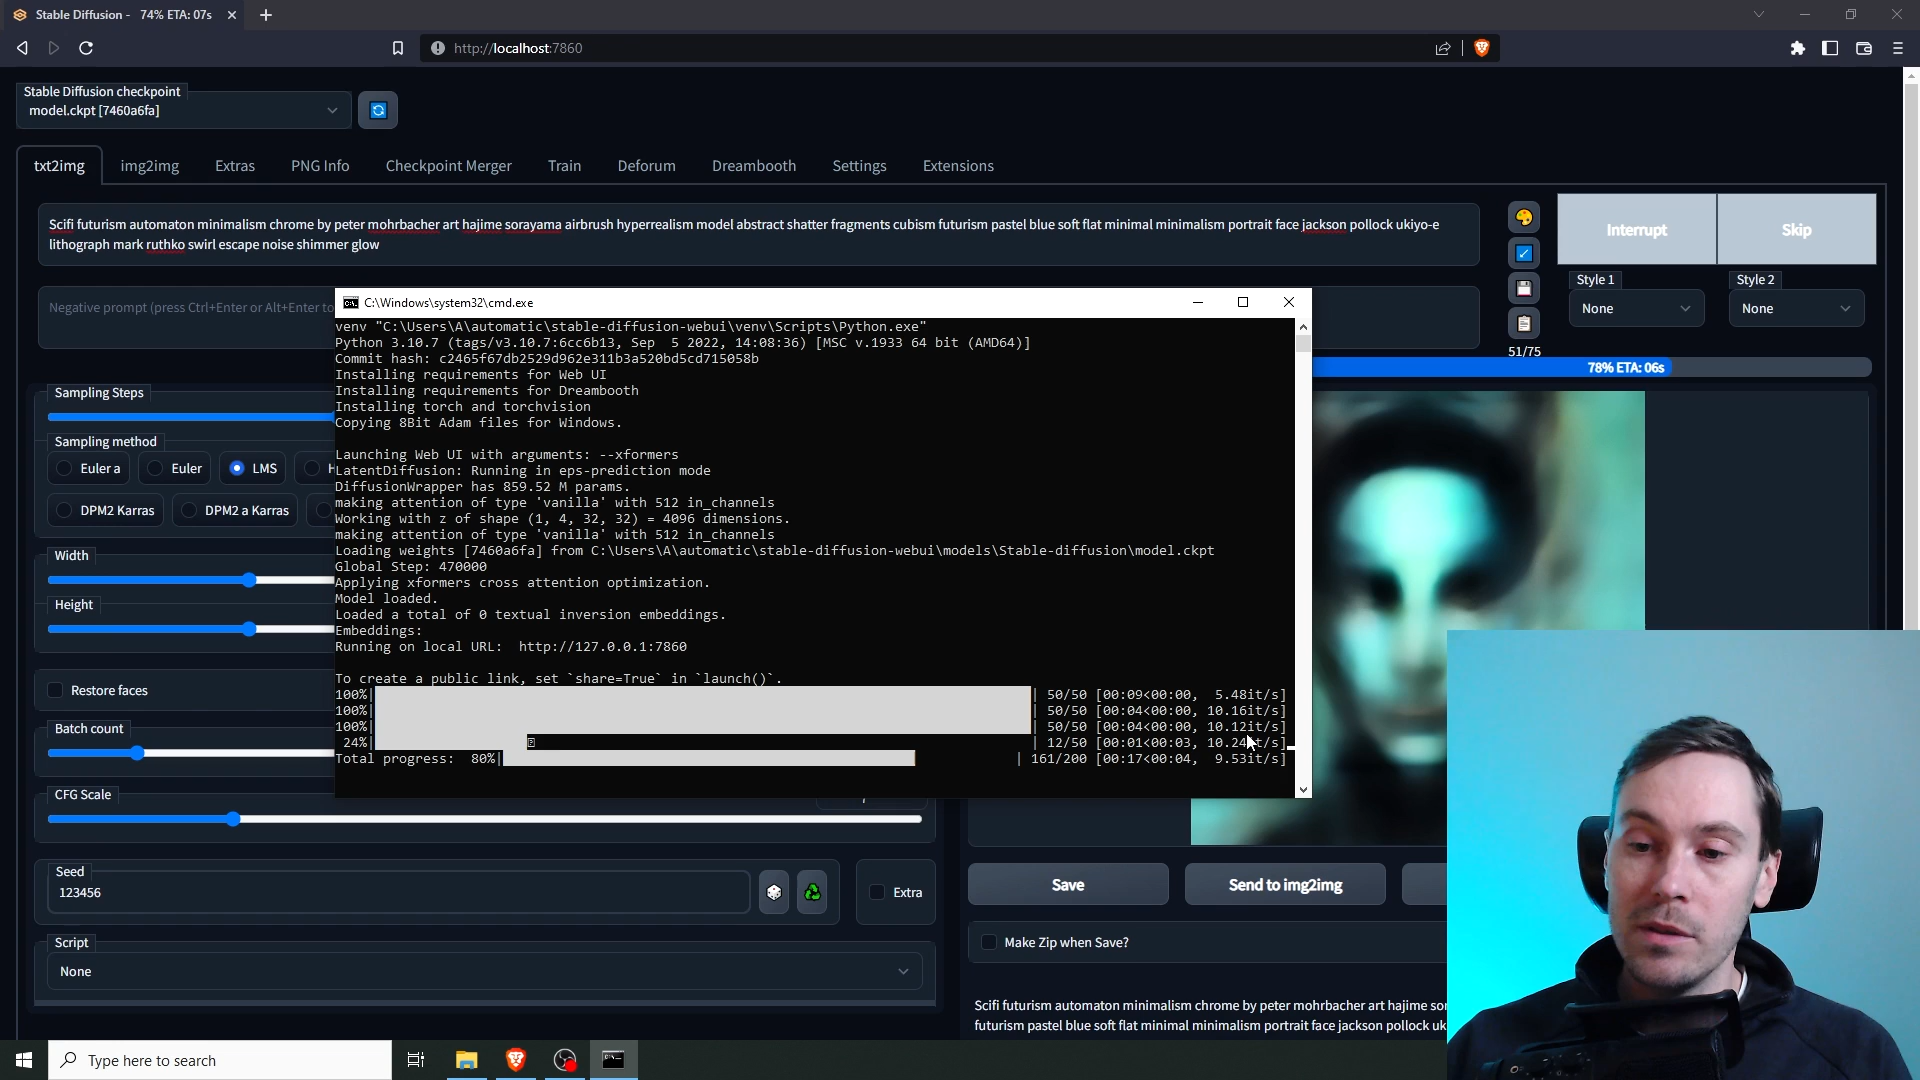 Stable Diffusion - 74% ETA: 07s
http://localhost:7860
Stable Diffusion checkpoint
model.ckpt [7460a6fa]
txt2img img2img Extras PNG Info Checkpoint Merger Train Deforum Dreambooth Settings Extensions
Scifi futurism automaton minimalism chrome by peter mohrbacher art hajime sorayama airbrush hyperrealism model abstract shatter fragments cubism futurism pastel blue soft flat minimal minimalism portrait face jackson pollock ukiyo-e
lithograph mark ruthko swirl escape noise shimmer glow
Interrupt
Skip
Style 1
None
Style 2
None
Negative prompt (press Ctrl+Enter or Alt+Enter to
51/75
78% ETA: 06s
C:\Windows\system32\cmd.exe
venv "C:\Users\A\automatic\stable-diffusion-webui\venv\Scripts\Python.exe"
Python 3.10.7 (tags/v3.10.7:6cc6b13, Sep 5 2022, 14:08:36) [MSC v.1933 64 bit (AMD64)]
Commit hash: c2465f67db2529d962e311b3a520bd5cd715058b
Installing requirements for Web UI
Installing requirements for Dreambooth
Installing torch and torchvision
Copying 8Bit Adam files for Windows.
Launching Web UI with arguments: --xformers
LatentDiffusion: Running in eps-prediction mode
DiffusionWrapper has 859.52 M params.
making attention of type 'vanilla' with 512 in_channels
Working with z of shape (1, 4, 32, 32) = 4096 dimensions.
making attention of type 'vanilla' with 512 in_channels
Loading weights [7460a6fa] from C:\Users\A\automatic\stable-diffusion-webui\models\Stable-diffusion\model.ckpt
Global Step: 470000
Applying xformers cross attention optimization.
Model loaded.
Loaded a total of 0 textual inversion embeddings.
Embeddings:
Running on local URL: http://127.0.0.1:7860
To create a public link, set `share=True` in `launch()`.
100%| | 50/50 [00:09<00:00, 5.48it/s]
100%| | 50/50 [00:04<00:00, 10.16it/s]
100%| | 50/50 [00:04<00:00, 10.12it/s]
24%| | 12/50 [00:01<00:03, 10.24it/s]
Total progress: 80%| | 161/200 [00:17<00:04, 9.53it/s]
Sampling Steps
Sampling method
Euler a Euler LMS H
DPM2 Karras DPM2 a Karras
Width
Height
Restore faces
Batch count
CFG Scale
Seed
123456
Extra
Script
None
Save
Send to img2img
Make Zip when Save?
Scifi futurism automaton minimalism chrome by peter mohrbacher art hajime sor
futurism pastel blue soft flat minimal minimalism portrait face jackson pollock uk
Type here to search